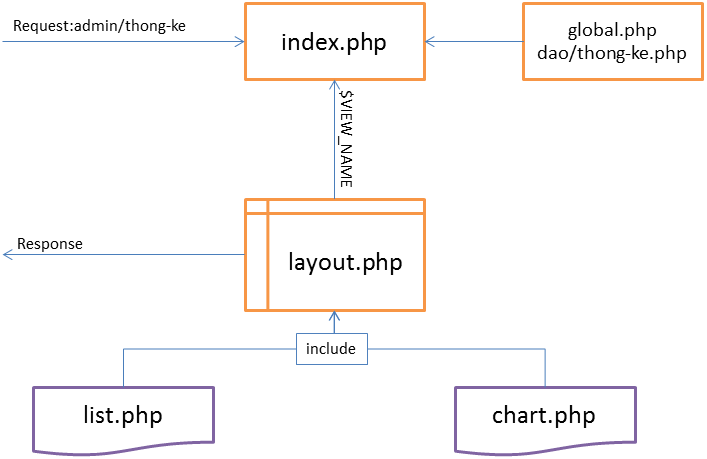 Request:admin/thong-ke
index.php
global.php
dao/thong-ke.php
$VIEW_NAME
Response
layout.php
include
list.php
chart.php